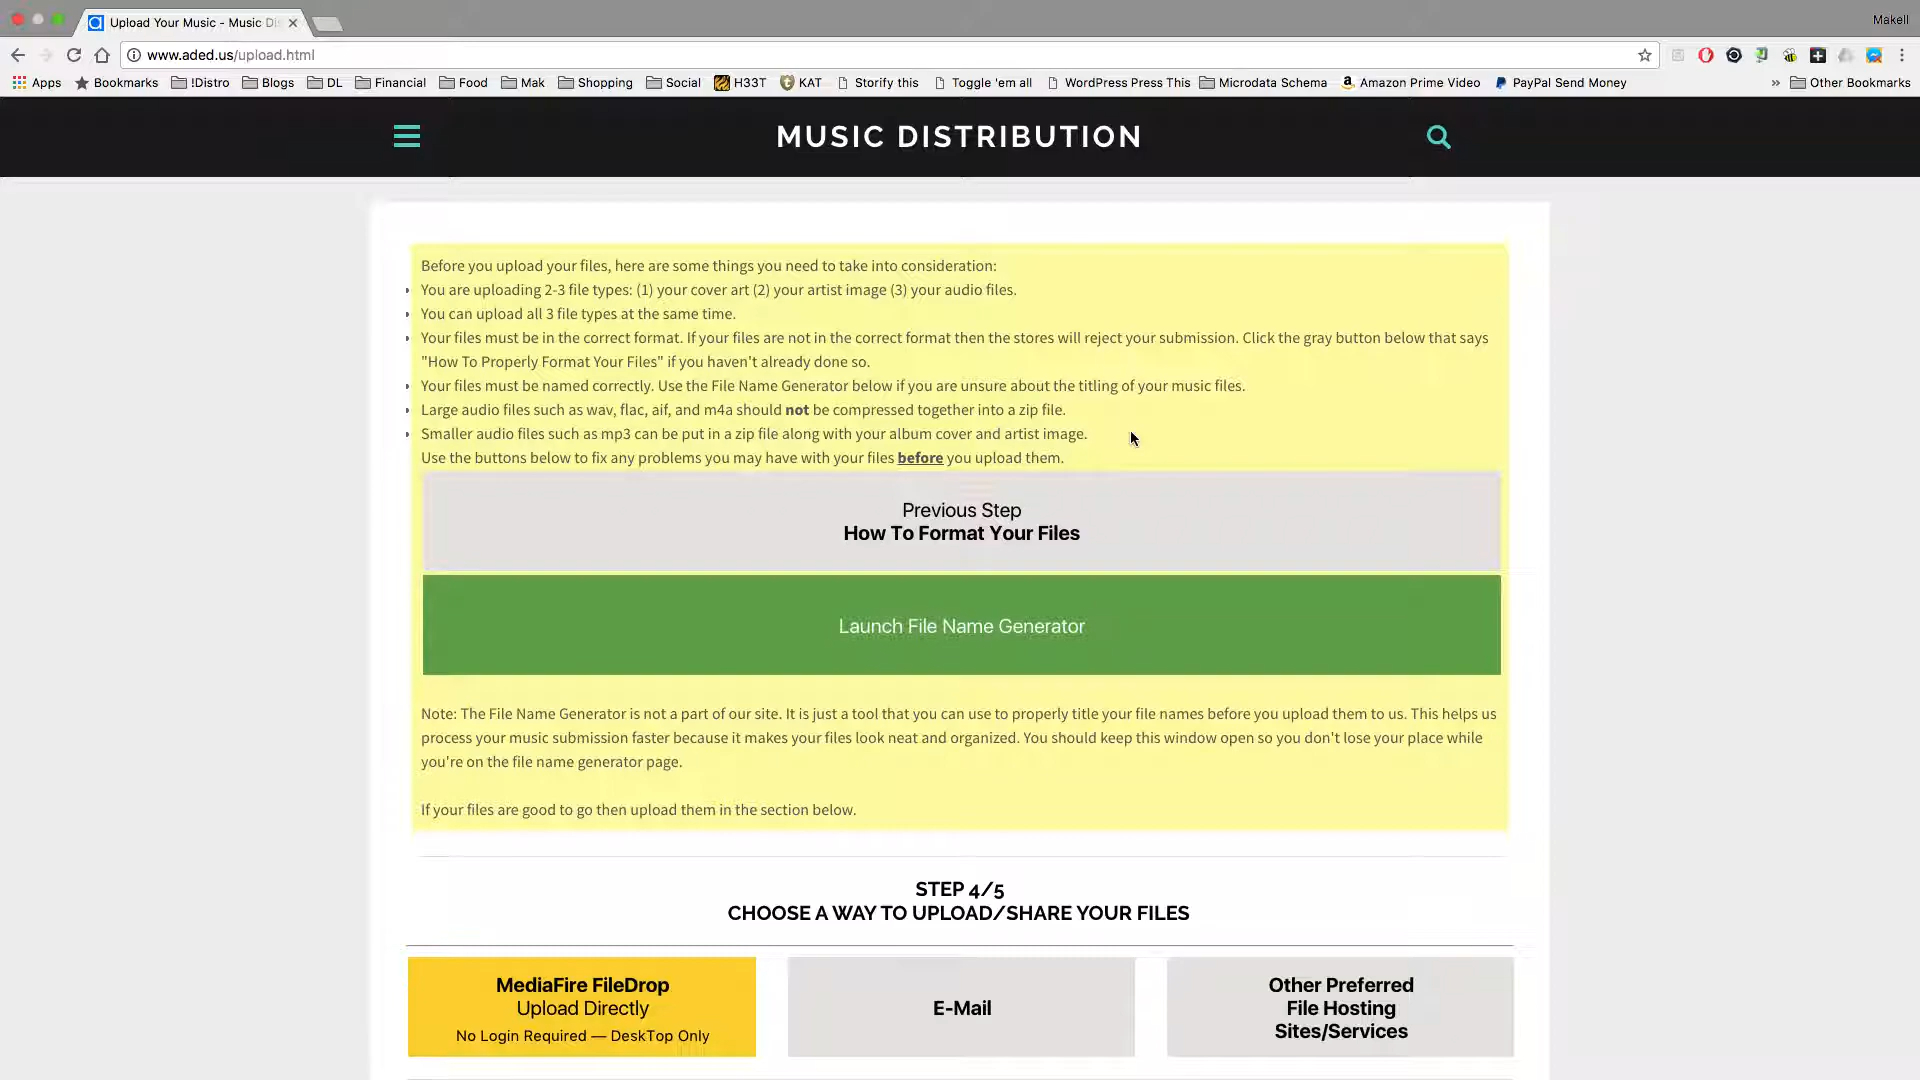 Upload Your Music - Music Di
Makell
www.aded.us/upload.html
Apps Bookmarks !Distro Blogs DL Financial Food Mak Shopping Social H33T KAT Storify this Toggle 'em all WordPress Press This Microdata Schema Amazon Prime Video PayPal Send Money » Other Bookmarks
MUSIC DISTRIBUTION
Before you upload your files, here are some things you need to take into consideration:
You are uploading 2-3 file types: (1) your cover art (2) your artist image (3) your audio files.
You can upload all 3 file types at the same time.
Your files must be in the correct format. If your files are not in the correct format then the stores will reject your submission. Click the gray button below that says
"How To Properly Format Your Files" if you haven't already done so.
Your files must be named correctly. Use the File Name Generator below if you are unsure about the titling of your music files.
Large audio files such as wav, flac, aif, and m4a should not be compressed together into a zip file.
Smaller audio files such as mp3 can be put in a zip file along with your album cover and artist image.
Use the buttons below to fix any problems you may have with your files before you upload them.
Previous Step
How To Format Your Files
Launch File Name Generator
Note: The File Name Generator is not a part of our site. It is just a tool that you can use to properly title your file names before you upload them to us. This helps us
process your music submission faster because it makes your files look neat and organized. You should keep this window open so you don't lose your place while
you're on the file name generator page.
If your files are good to go then upload them in the section below.
STEP 4/5
CHOOSE A WAY TO UPLOAD/SHARE YOUR FILES
MediaFire FileDrop
Upload Directly
No Login Required — DeskTop Only
E-Mail
Other Preferred
File Hosting
Sites/Services